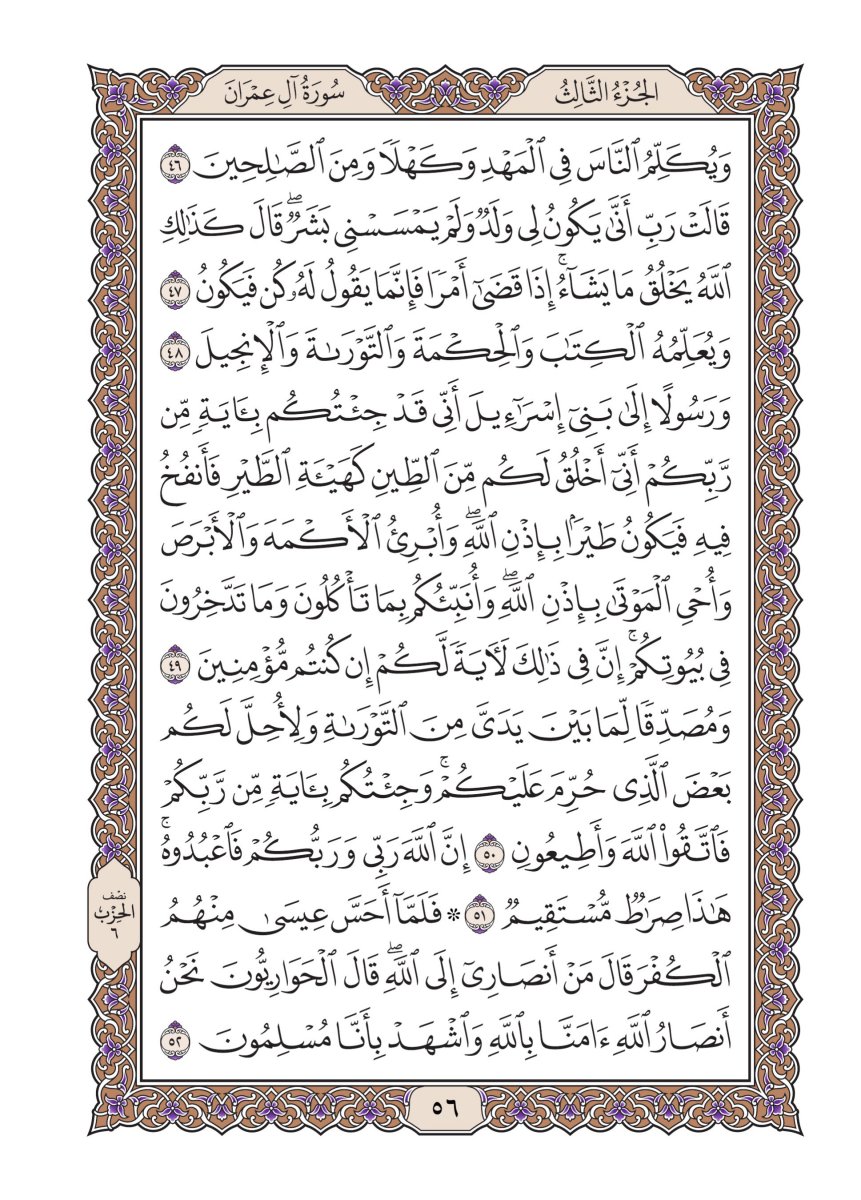 الجُزْءُ الثَّالِثُ
سُورَةُ آلِ عِمْرَانَ
وَيُكَلِّمُ ٱلنَّاسَ فِي ٱلْمَهْدِ وَكَهْلًا وَمِنَ ٱلصَّٰلِحِينَ ٤٦
قَالَتْ رَبِّ أَنَّىٰ يَكُونُ لِي وَلَدٌ وَلَمْ يَمْسَسْنِي بَشَرٌۖ قَالَ كَذَٰلِكِ
ٱللَّهُ يَخْلُقُ مَا يَشَآءُۚ إِذَا قَضَىٰٓ أَمْرًا فَإِنَّمَا يَقُولُ لَهُۥ كُن فَيَكُونُ ٤٧
وَيُعَلِّمُهُ ٱلْكِتَٰبَ وَٱلْحِكْمَةَ وَٱلتَّوْرَىٰةَ وَٱلْإِنجِيلَ ٤٨
وَرَسُولًا إِلَىٰ بَنِيٓ إِسْرَٰٓءِيلَ أَنِّي قَدْ جِئْتُكُم بِـَٔايَةٍ مِّن
رَّبِّكُمْ أَنِّيٓ أَخْلُقُ لَكُم مِّنَ ٱلطِّينِ كَهَيْـَٔةِ ٱلطَّيْرِ فَأَنفُخُ
فِيهِ فَيَكُونُ طَيْرًۢا بِإِذْنِ ٱللَّهِۖ وَأُبْرِئُ ٱلْأَكْمَهَ وَٱلْأَبْرَصَ
وَأُحْيِ ٱلْمَوْتَىٰ بِإِذْنِ ٱللَّهِۖ وَأُنَبِّئُكُم بِمَا تَأْكُلُونَ وَمَا تَدَّخِرُونَ
فِي بُيُوتِكُمْۚ إِنَّ فِي ذَٰلِكَ لَأٓيَةً لَّكُمْ إِن كُنتُم مُّؤْمِنِينَ ٤٩
وَمُصَدِّقًا لِّمَا بَيْنَ يَدَيَّ مِنَ ٱلتَّوْرَىٰةِ وَلِأُحِلَّ لَكُم
بَعْضَ ٱلَّذِي حُرِّمَ عَلَيْكُمْۚ وَجِئْتُكُم بِـَٔايَةٍ مِّن رَّبِّكُمْ
فَٱتَّقُوا۟ ٱللَّهَ وَأَطِيعُونِ ٥٠ إِنَّ ٱللَّهَ رَبِّي وَرَبُّكُمْ فَٱعْبُدُوهُۚ
هَٰذَا صِرَٰطٌ مُّسْتَقِيمٌ ٥١ * فَلَمَّآ أَحَسَّ عِيسَىٰ مِنْهُمُ
ٱلْكُفْرَ قَالَ مَنْ أَنصَارِيٓ إِلَى ٱللَّهِۖ قَالَ ٱلْحَوَارِيُّونَ نَحْنُ
أَنصَارُ ٱللَّهِ ءَامَنَّا بِٱللَّهِ وَٱشْهَدْ بِأَنَّا مُسْلِمُونَ ٥٢
نصف
الحزب
٦
٥٦